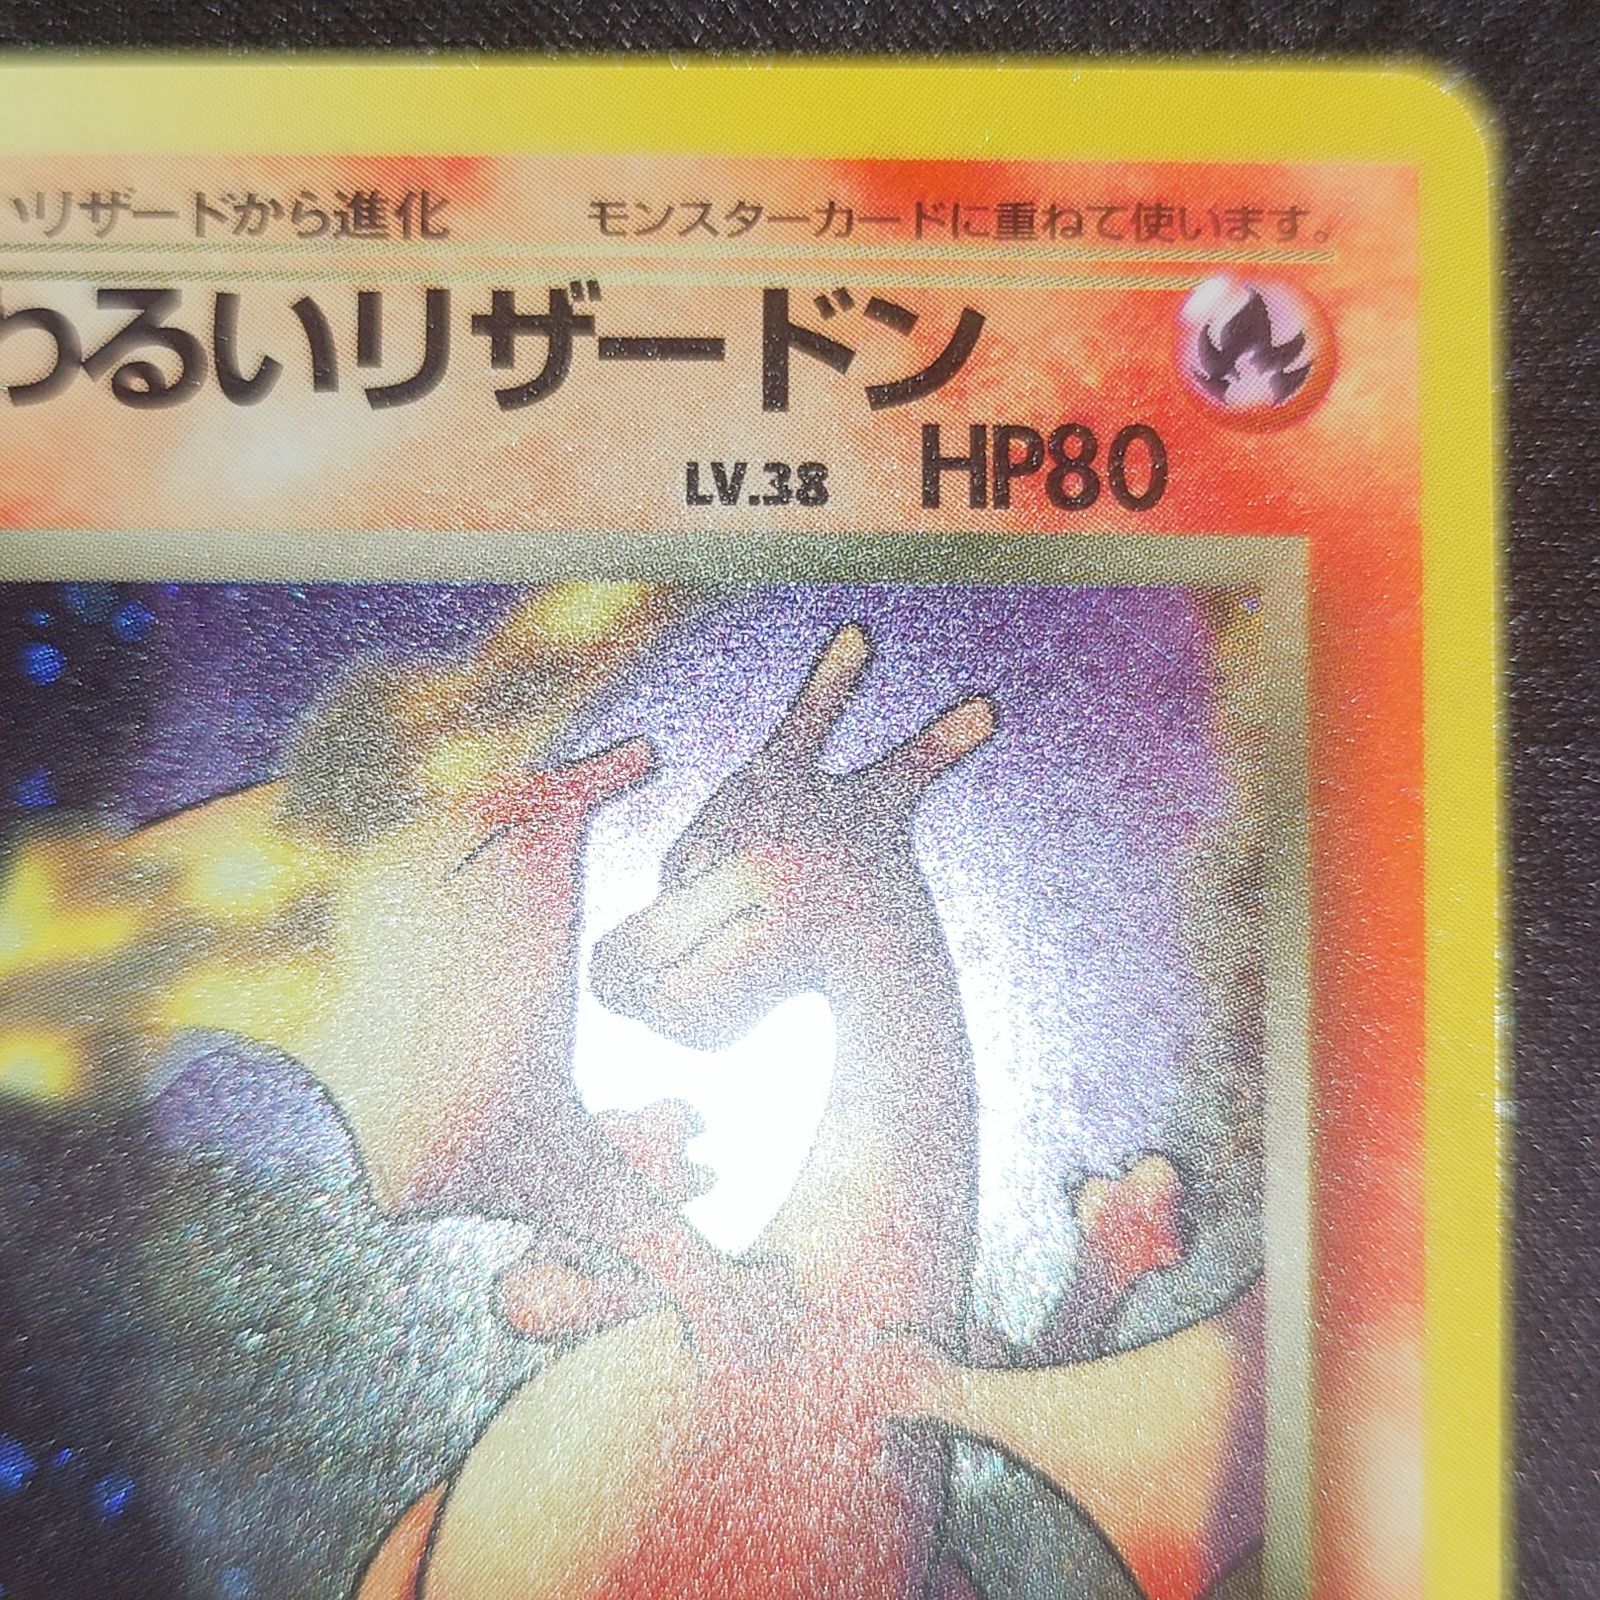 いリザードから進化 モンスターカードに重ねて使います。
わるいリザードン
LV.38 HP80